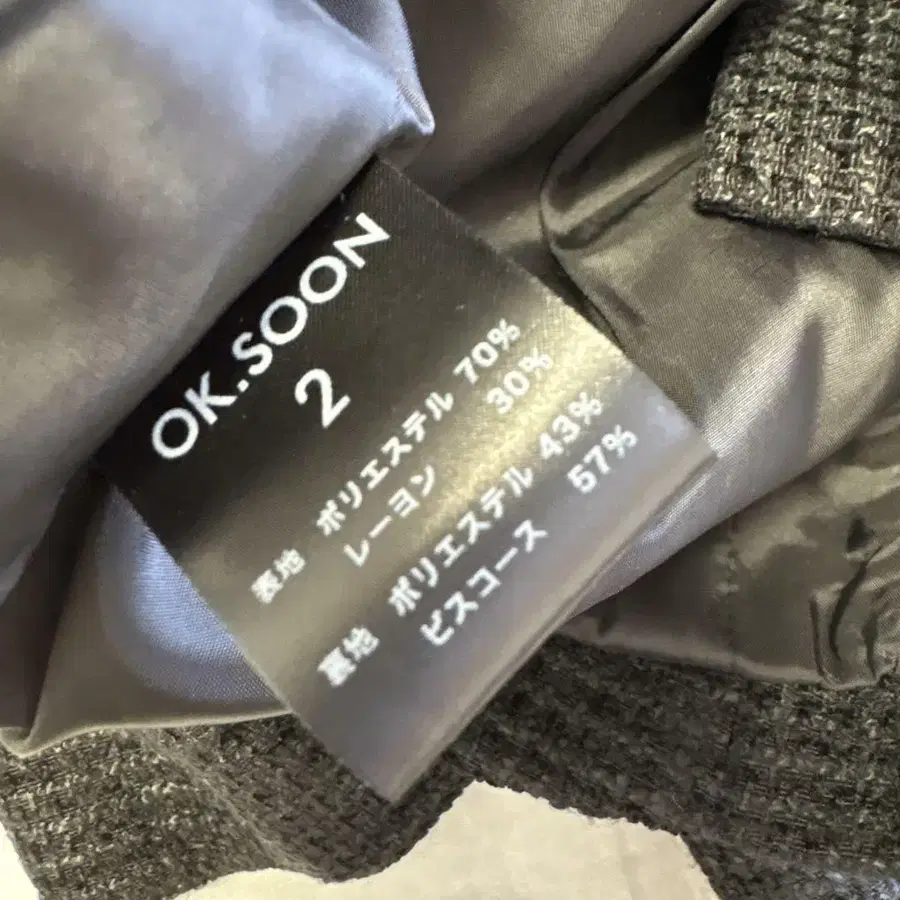 OK.SOON
2
表地 ポリエステル 70%
レーヨン 30%
裏地 ポリエステル 43%
ビスコース 57%